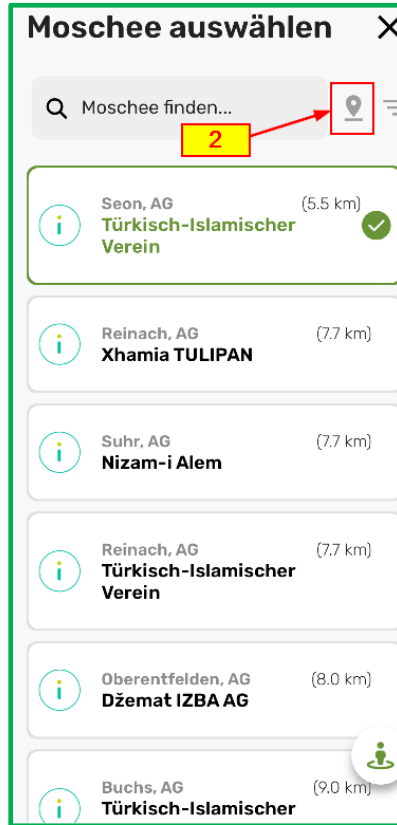 Moschee auswählen
Moschee finden...
2
Seon, AG (5.5 km)
Türkisch-Islamischer
Verein
Reinach, AG (7.7 km)
Xhamia TULIPAN
Suhr, AG (7.7 km)
Nizam-i Alem
Reinach, AG (7.7 km)
Türkisch-Islamischer
Verein
Oberentfelden, AG (8.0 km)
Džemat IZBA AG
Buchs, AG (9.0 km)
Türkisch-Islamischer